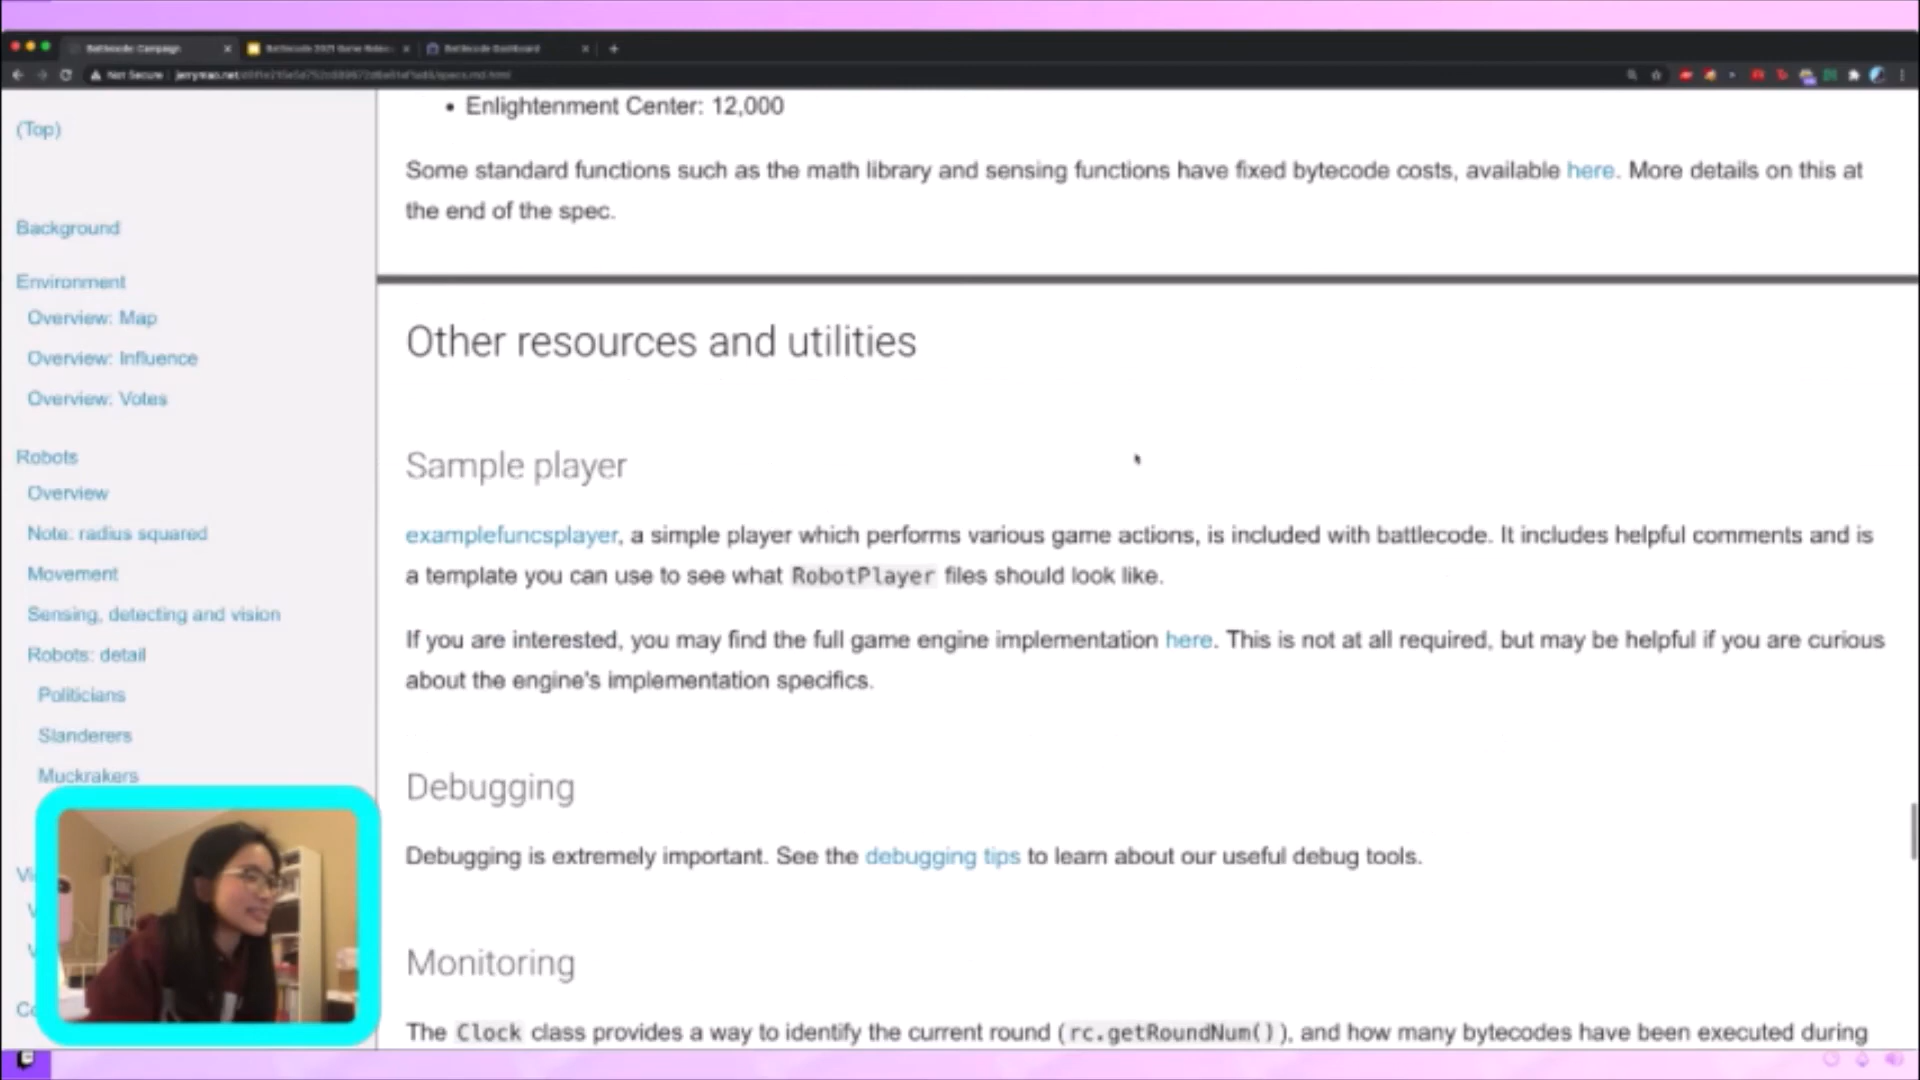 Battlecode: Campaign
Battlecode Dashboard
Not Secure
(Top)
Background
Environment
Overview: Map
Overview: Influence
Overview: Votes
Robots
Overview
Note: radius squared
Movement
Sensing, detecting and vision
Robots: detail
Politicians
Slanderers
Muckrakers
• Enlightenment Center: 12,000
Some standard functions such as the math library and sensing functions have fixed bytecode costs, available here. More details on this at
the end of the spec.
Other resources and utilities
Sample player
examplefuncsplayer, a simple player which performs various game actions, is included with battlecode. It includes helpful comments and is
a template you can use to see what RobotPlayer files should look like.
If you are interested, you may find the full game engine implementation here. This is not at all required, but may be helpful if you are curious
about the engine's implementation specifics.
Debugging
Debugging is extremely important. See the debugging tips to learn about our useful debug tools.
Monitoring
The Clock class provides a way to identify the current round (rc.getRoundNum()), and how many bytecodes have been executed during